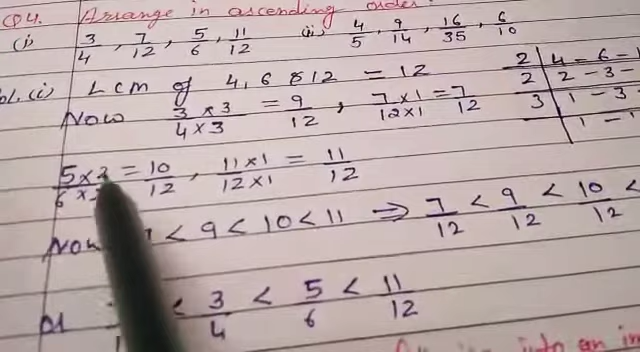 Q4. Arrange in ascending order.
(i) 3/4, 7/12, 5/6, 11/12 (ii) 4/5, 9/14, 16/35, 6/10
(i) LCM of 4, 6 & 12 = 12
2 | 4 - 6 -
2 | 2 - 3 -
3 | 1 - 3 -
1 - 1 -
Now 3×3/4×3 = 9/12, 7×1/12×1 = 7/12
5×2/6× = 10/12, 11×1/12×1 = 11/12
Now < 9 < 10 < 11 ⇒ 7/12 < 9/12 < 10/12 <
< 3/4 < 5/6 < 11/12
into an